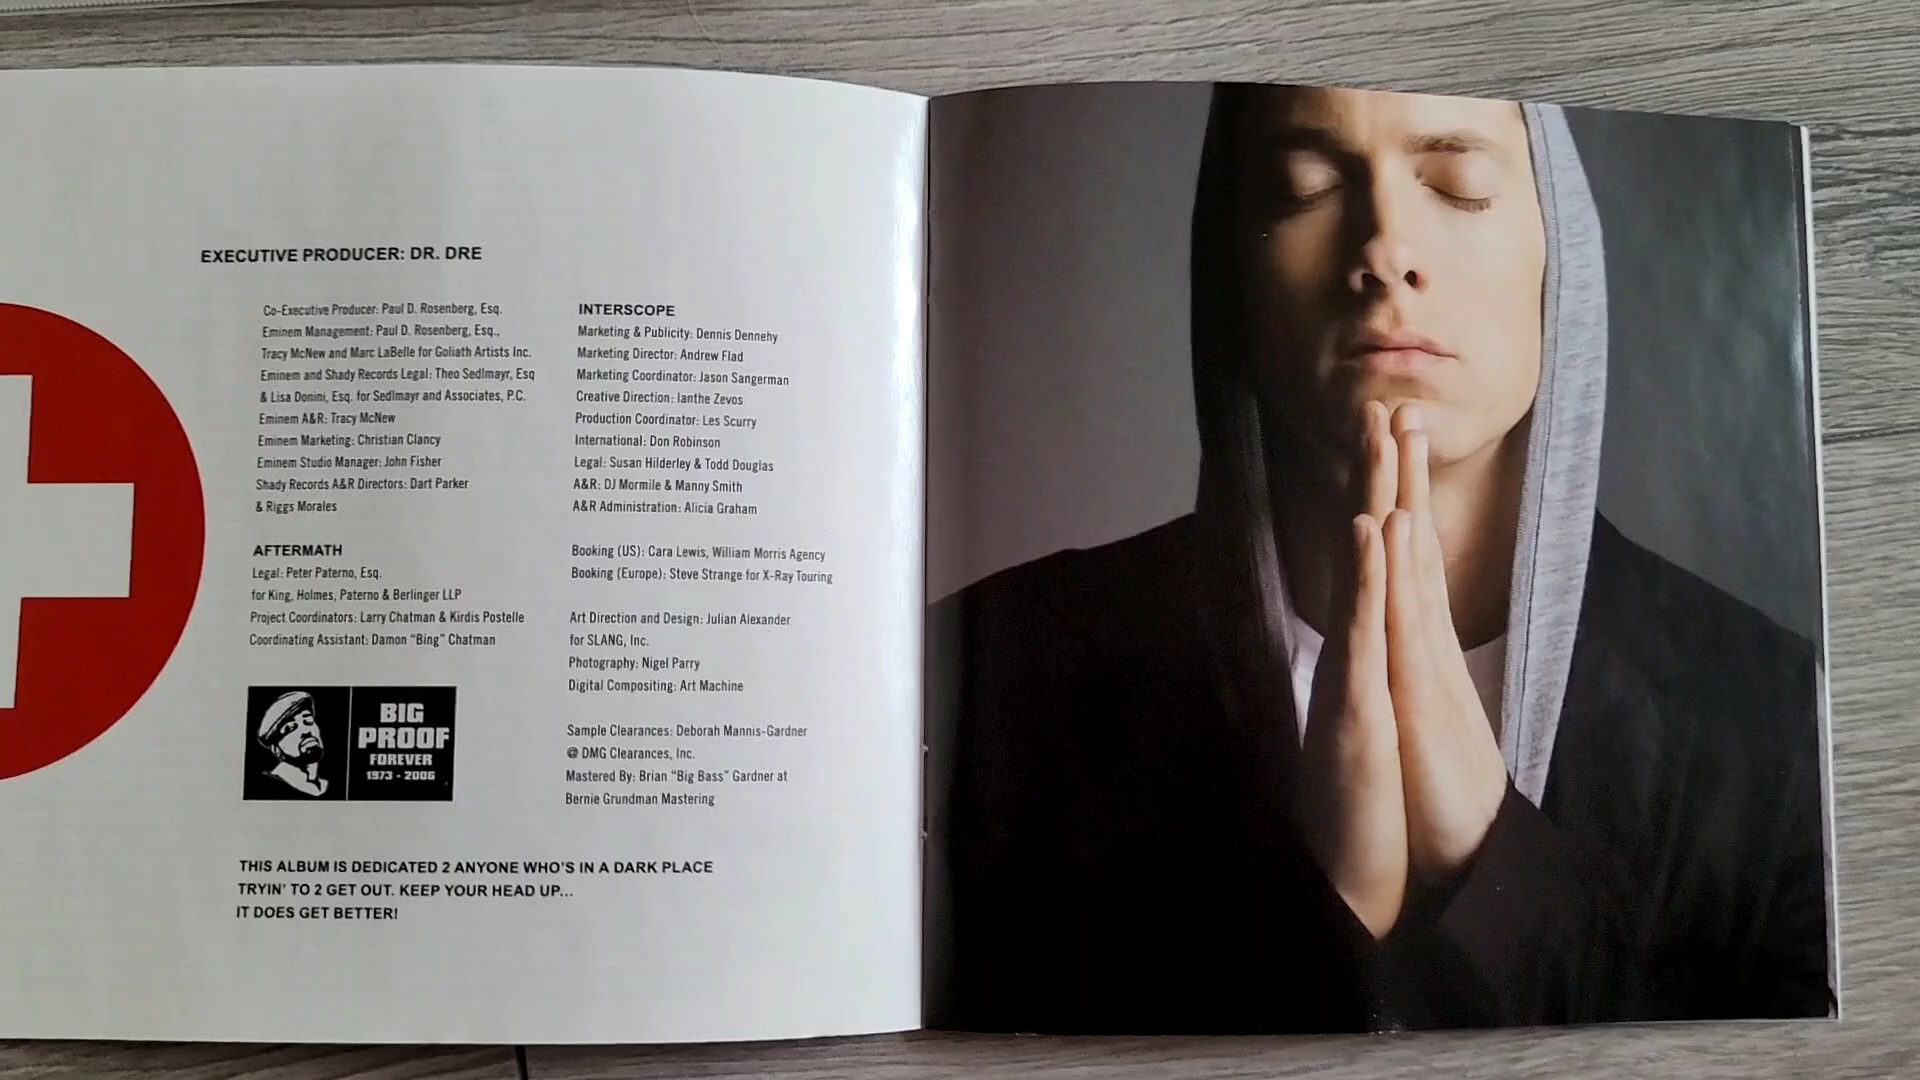 EXECUTIVE PRODUCER: DR. DRE
Co-Executive Producer: Paul D. Rosenberg, Esq.
Eminem Management: Paul D. Rosenberg, Esq.,
Tracy McNew and Marc LaBelle for Goliath Artists Inc.
Eminem and Shady Records Legal: Theo Sedlmayr, Esq
& Lisa Donini, Esq. for Sedlmayr and Associates, P.C.
Eminem A&R: Tracy McNew
Eminem Marketing: Christian Clancy
Eminem Studio Manager: John Fisher
Shady Records A&R Directors: Dart Parker
& Riggs Morales
AFTERMATH
Legal: Peter Paterno, Esq.
for King, Holmes, Paterno & Berlinger LLP
Project Coordinators: Larry Chatman & Kirdis Postelle
Coordinating Assistant: Damon "Bing" Chatman
BIG
PROOF
FOREVER
1973 - 2006
INTERSCOPE
Marketing & Publicity: Dennis Dennehy
Marketing Director: Andrew Flad
Marketing Coordinator: Jason Sangerman
Creative Direction: Ianthe Zevos
Production Coordinator: Les Scurry
International: Don Robinson
Legal: Susan Hilderley & Todd Douglas
A&R: DJ Mormile & Manny Smith
A&R Administration: Alicia Graham
Booking (US): Cara Lewis, William Morris Agency
Booking (Europe): Steve Strange for X-Ray Touring
Art Direction and Design: Julian Alexander
for SLANG, Inc.
Photography: Nigel Parry
Digital Compositing: Art Machine
Sample Clearances: Deborah Mannis-Gardner
@ DMG Clearances, Inc.
Mastered By: Brian "Big Bass" Gardner at
Bernie Grundman Mastering
THIS ALBUM IS DEDICATED 2 ANYONE WHO'S IN A DARK PLACE
TRYIN' TO 2 GET OUT. KEEP YOUR HEAD UP...
IT DOES GET BETTER!